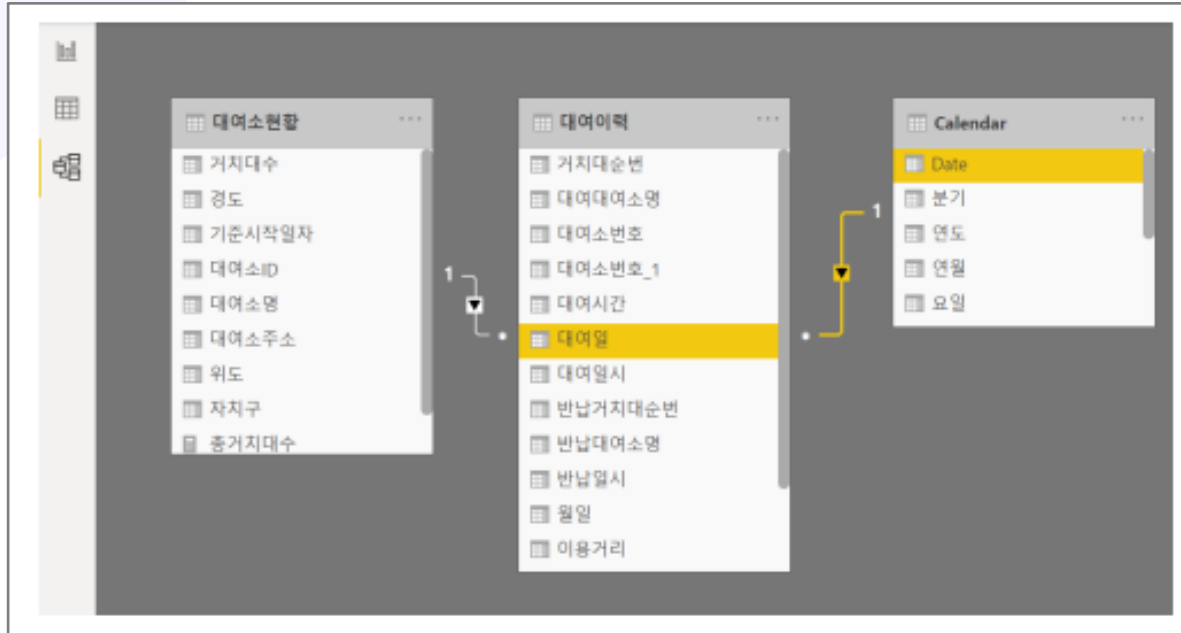 대여소현황
거치대수
경도
기준시작일자
대여소ID
대여소명
대여소주소
위도
자치구
총거치대수
1
대여이력
거치대순번
대여대여소명
대여소번호
대여소번호_1
대여시간
대여일
대여일시
반납거치대순번
반납대여소명
반납일시
월일
이용거리
1
Calendar
Date
분기
연도
연월
요일